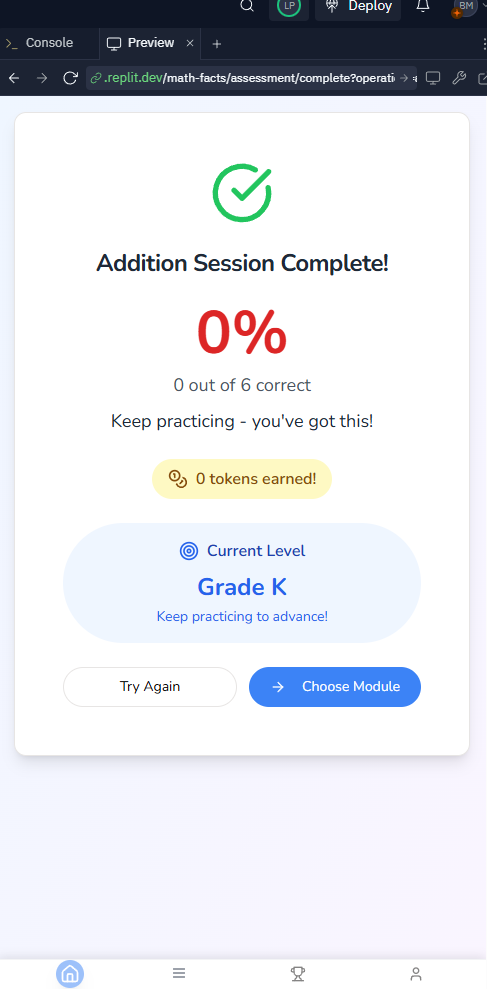 LP
Deploy
BM
Console
Preview
.replit.dev/math-facts/assessment/complete?operati
Addition Session Complete!
0%
0 out of 6 correct
Keep practicing - you've got this!
0 tokens earned!
Current Level
Grade K
Keep practicing to advance!
Try Again
Choose Module